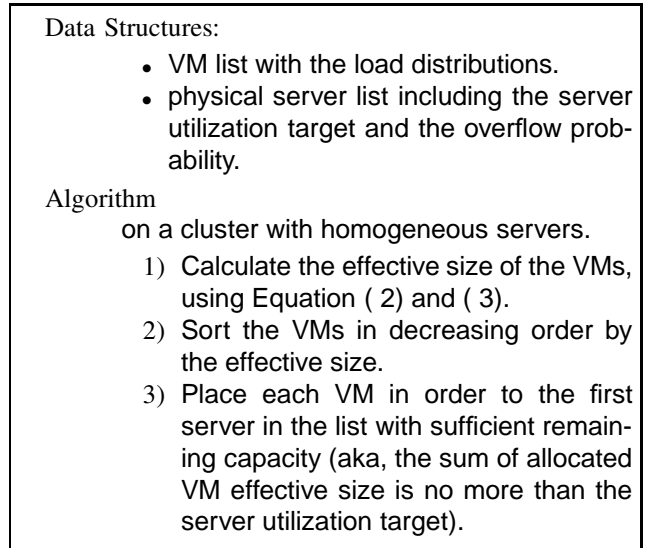 Data Structures:
• VM list with the load distributions.
• physical server list including the server
utilization target and the overflow prob-
ability.
Algorithm
on a cluster with homogeneous servers.
1) Calculate the effective size of the VMs,
using Equation ( 2) and ( 3).
2) Sort the VMs in decreasing order by
the effective size.
3) Place each VM in order to the first
server in the list with sufficient remain-
ing capacity (aka, the sum of allocated
VM effective size is no more than the
server utilization target).